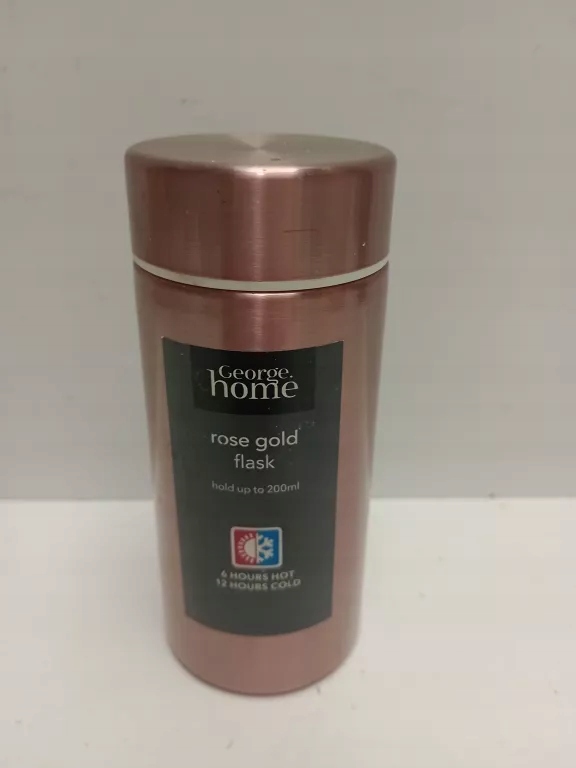 George.
home
rose gold
flask
hold up to 200ml
6 HOURS HOT
12 HOURS COLD